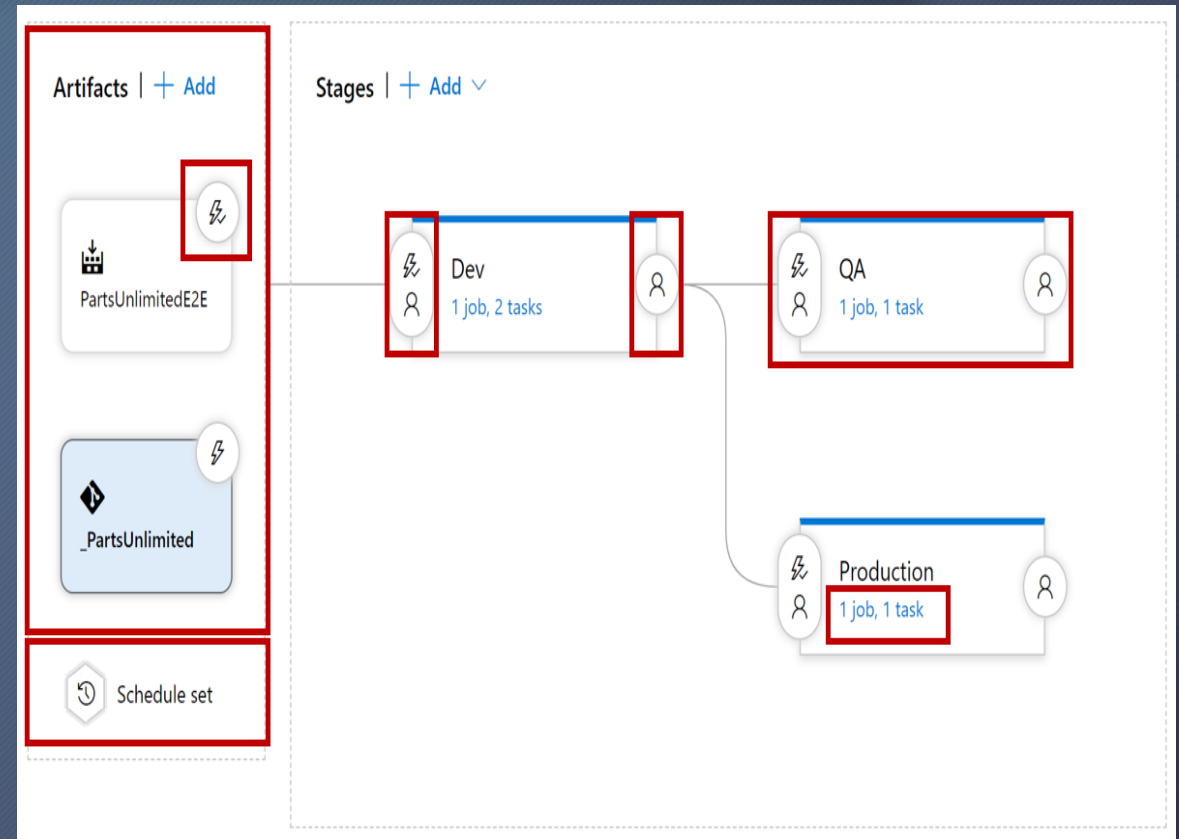 Artifacts | + Add
Stages | + Add
PartsUnlimitedE2E
Dev
1 job, 2 tasks
QA
1 job, 1 task
_PartsUnlimited
Production
1 job, 1 task
Schedule set